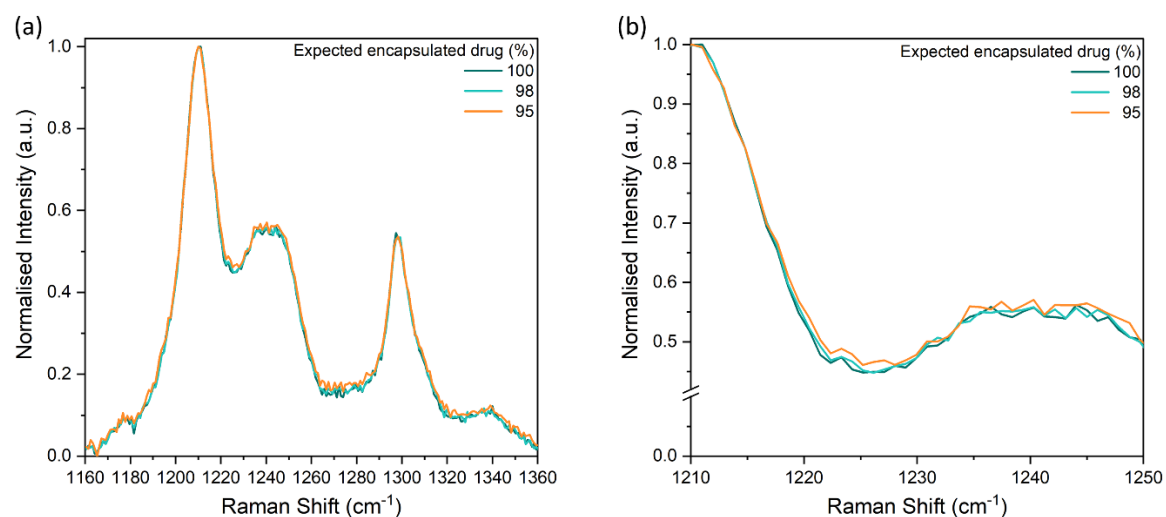 (a)
Expected encapsulated drug (%)
100
98
95
1.0
0.8
0.6
0.4
0.2
0.0
Normalised Intensity (a.u.)
1160 1180 1200 1220 1240 1260 1280 1300 1320 1340 1360
Raman Shift (cm-1)
(b)
Expected encapsulated drug (%)
100
98
95
1.0
0.9
0.8
0.7
0.6
0.5
0.0
Normalised Intensity (a.u.)
1210 1220 1230 1240 1250
Raman Shift (cm-1)